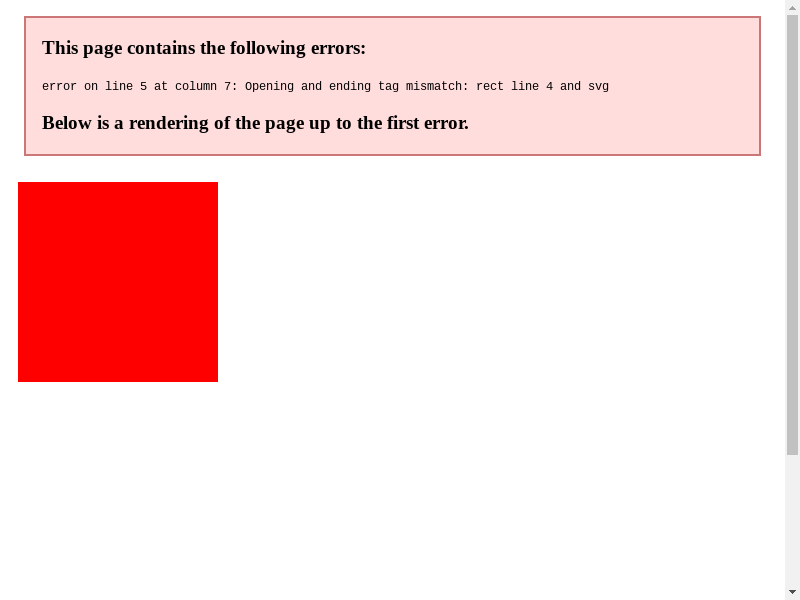 This page contains the following errors:
error on line 5 at column 7: Opening and ending tag mismatch: rect line 4 and svg
Below is a rendering of the page up to the first error.